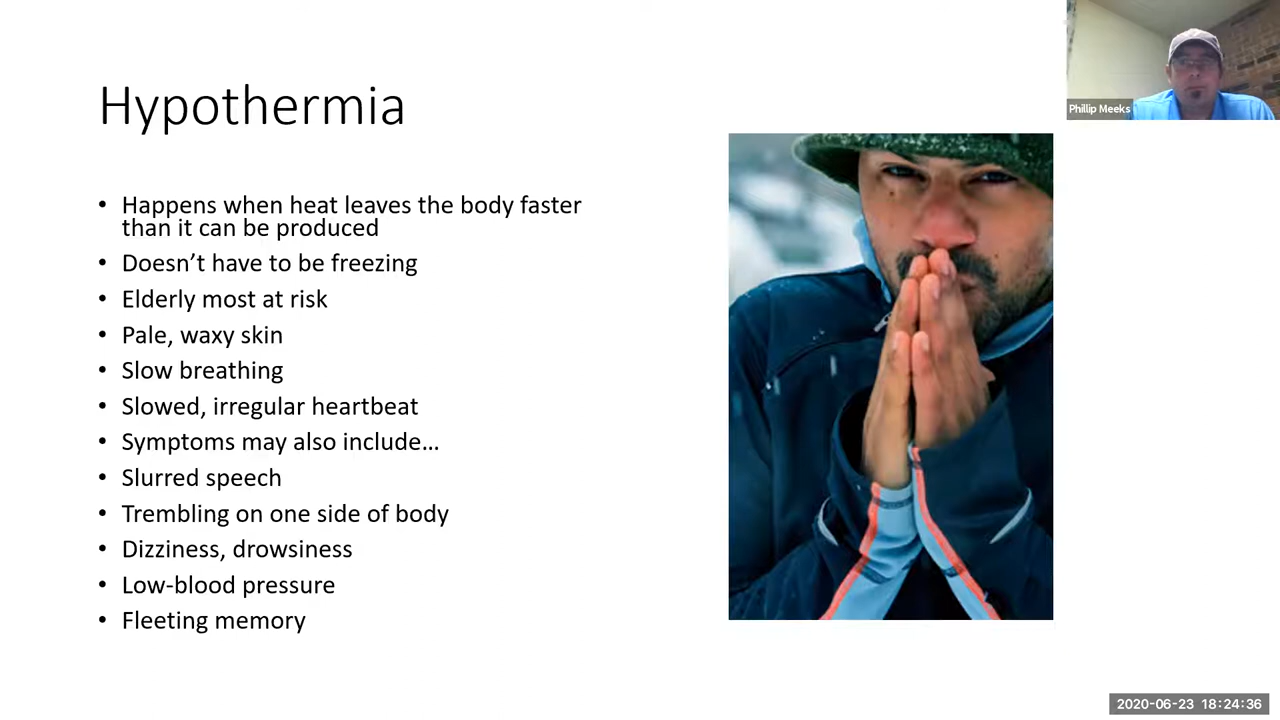 Hypothermia
Phillip Meeks
• Happens when heat leaves the body faster
than it can be produced
• Doesn’t have to be freezing
• Elderly most at risk
• Pale, waxy skin
• Slow breathing
• Slowed, irregular heartbeat
• Symptoms may also include…
• Slurred speech
• Trembling on one side of body
• Dizziness, drowsiness
• Low-blood pressure
• Fleeting memory
2020-06-23 18:24:36